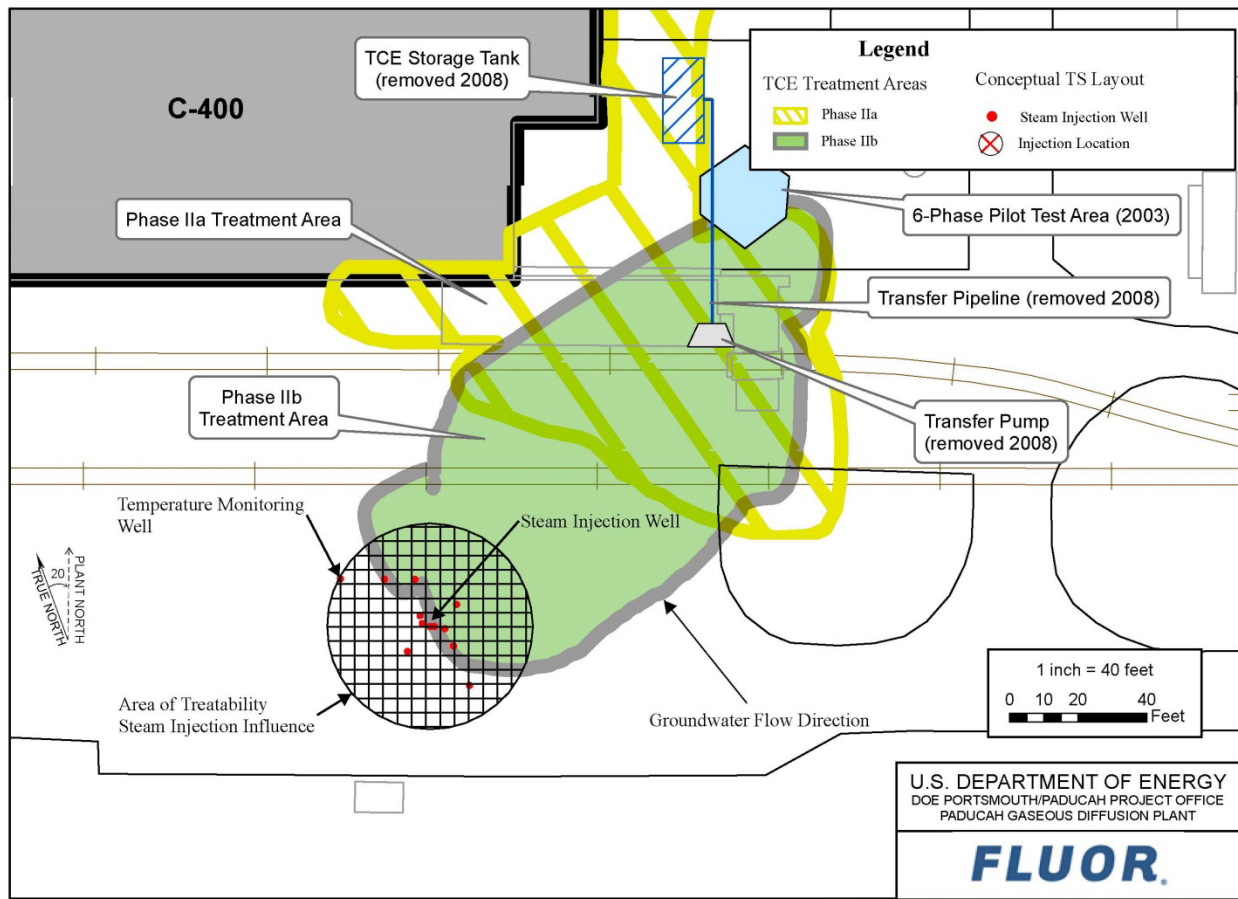 C-400
TCE Storage Tank
(removed 2008)
Legend
TCE Treatment Areas
Phase IIa
Phase IIb
Conceptual TS Layout
Steam Injection Well
Injection Location
Phase IIa Treatment Area
6-Phase Pilot Test Area (2003)
Transfer Pipeline (removed 2008)
Phase IIb
Treatment Area
Transfer Pump
(removed 2008)
Temperature Monitoring
Well
Steam Injection Well
20°
TRUE NORTH
PLANT NORTH
Area of Treatability
Steam Injection Influence
Groundwater Flow Direction
1 inch = 40 feet
0 10 20 40
Feet
U.S. DEPARTMENT OF ENERGY
DOE PORTSMOUTH/PADUCAH PROJECT OFFICE
PADUCAH GASEOUS DIFFUSION PLANT
FLUOR®